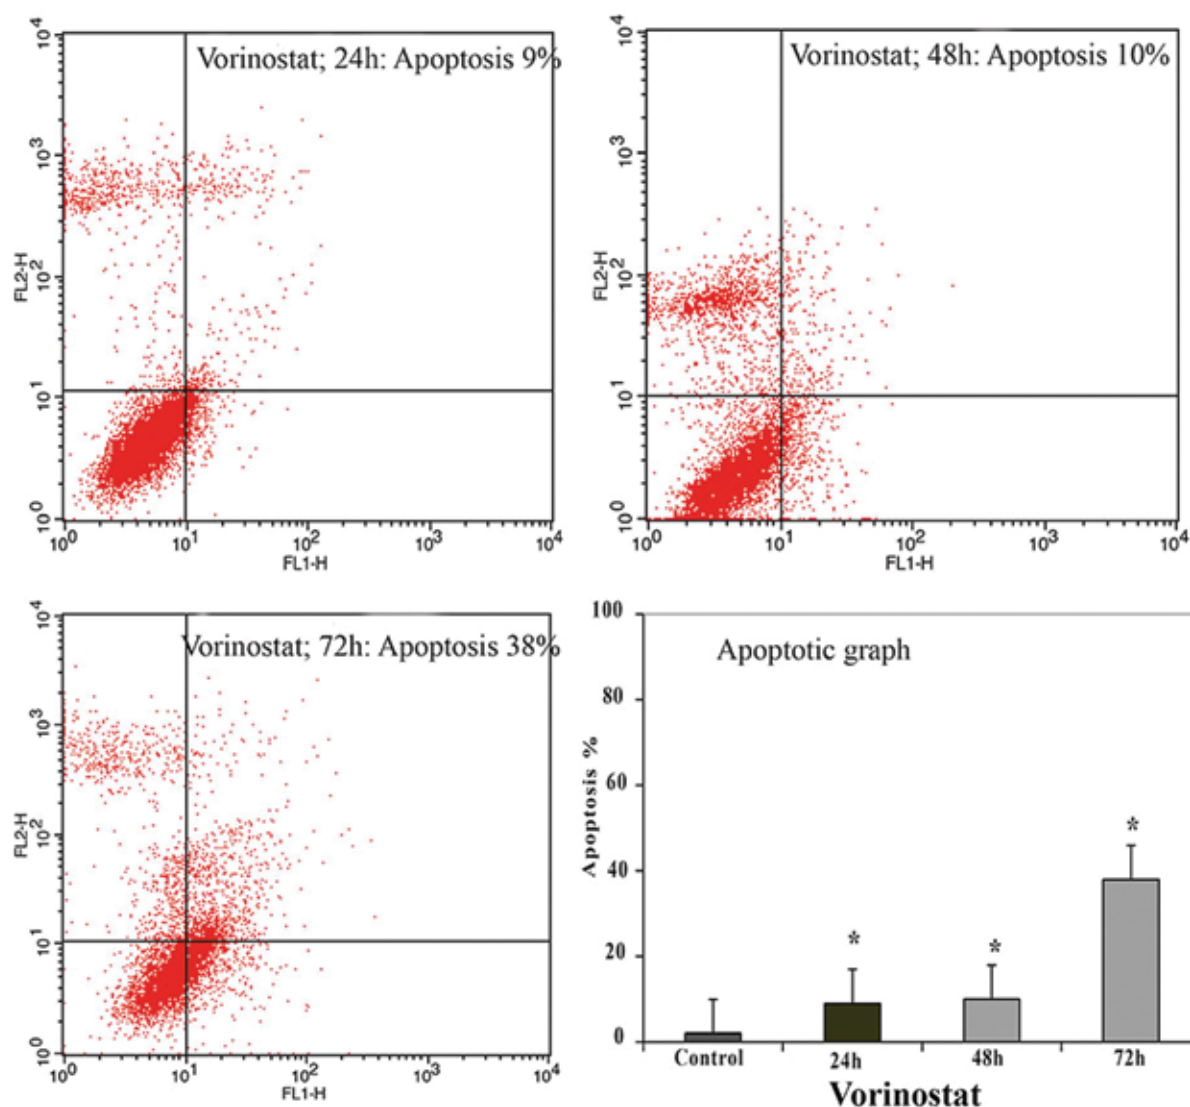 Vorinostat; 24h: Apoptosis 9%
10^4
10^3
10^2
10^1
10^0
FL2-H
10^0 10^1 10^2 10^3 10^4
FL1-H
Vorinostat; 48h: Apoptosis 10%
10^4
10^3
10^2
10^1
10^0
FL2-H
10^0 10^1 10^2 10^3 10^4
FL1-H
Vorinostat; 72h: Apoptosis 38%
10^4
10^3
10^2
10^1
10^0
FL2-H
10^0 10^1 10^2 10^3 10^4
FL1-H
Apoptotic graph
100
80
60
40
20
0
Apoptosis %
*
*
*
Control 24h 48h 72h
Vorinostat